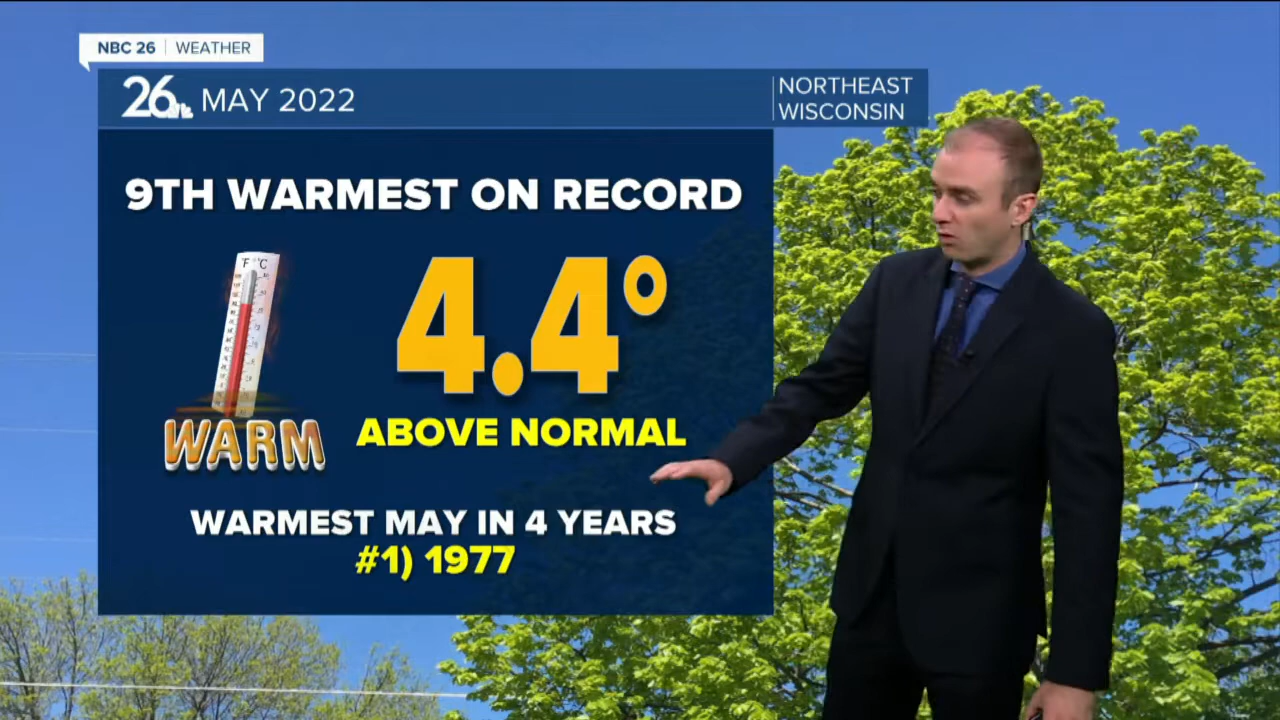 NBC 26 | WEATHER
26 MAY 2022
NORTHEAST
WISCONSIN
9TH WARMEST ON RECORD
°F °C
4.4°
WARM
ABOVE NORMAL
WARMEST MAY IN 4 YEARS
#1) 1977